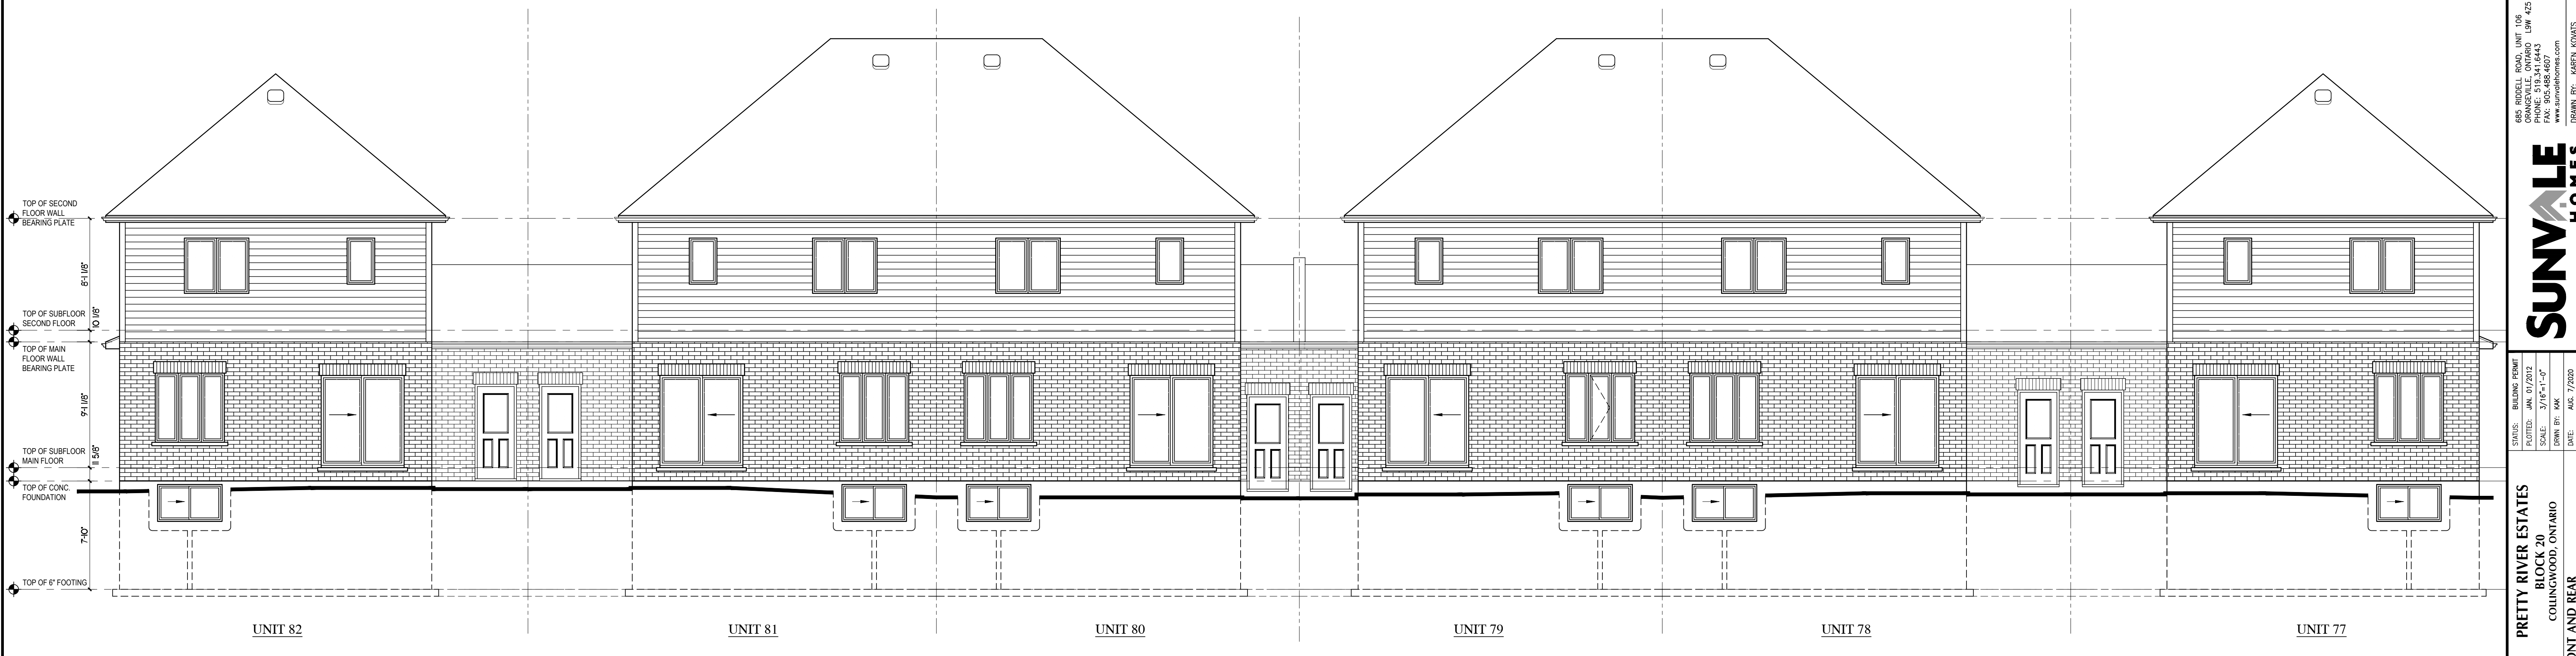 TOP OF SECOND
FLOOR WALL
BEARING PLATE
8'-1 1/8"
TOP OF SUBFLOOR
SECOND FLOOR
10 1/8"
TOP OF MAIN
FLOOR WALL
BEARING PLATE
9'-1 1/8"
TOP OF SUBFLOOR
MAIN FLOOR
11 5/8"
TOP OF CONC.
FOUNDATION
7'-10"
TOP OF 6" FOOTING
UNIT 82
UNIT 81
UNIT 80
UNIT 79
UNIT 78
UNIT 77
685 RIDDELL ROAD, UNIT 106
ORANGEVILLE, ONTARIO L9W 4Z5
PHONE: 519.341.6443
FAX: 905.488.4607
www.sunvalehomes.com
DRAWN BY: KAREN KOVATS
SUNVALE
HOMES
STATUS: BUILDING PERMIT
PLOTTED: JAN. 01/2012
SCALE: 3/16"=1'-0"
DRWN BY: KAK
DATE: AUG. 7/2020
PRETTY RIVER ESTATES
BLOCK 20
COLLINGWOOD, ONTARIO
AND REAR